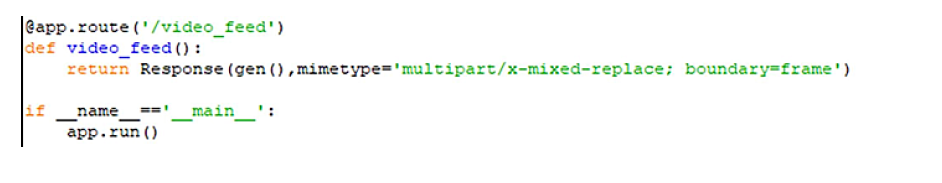 @app.route('/video_feed')
def video_feed():
    return Response(gen(),mimetype='multipart/x-mixed-replace; boundary=frame')

if __name__=='__main__':
    app.run()